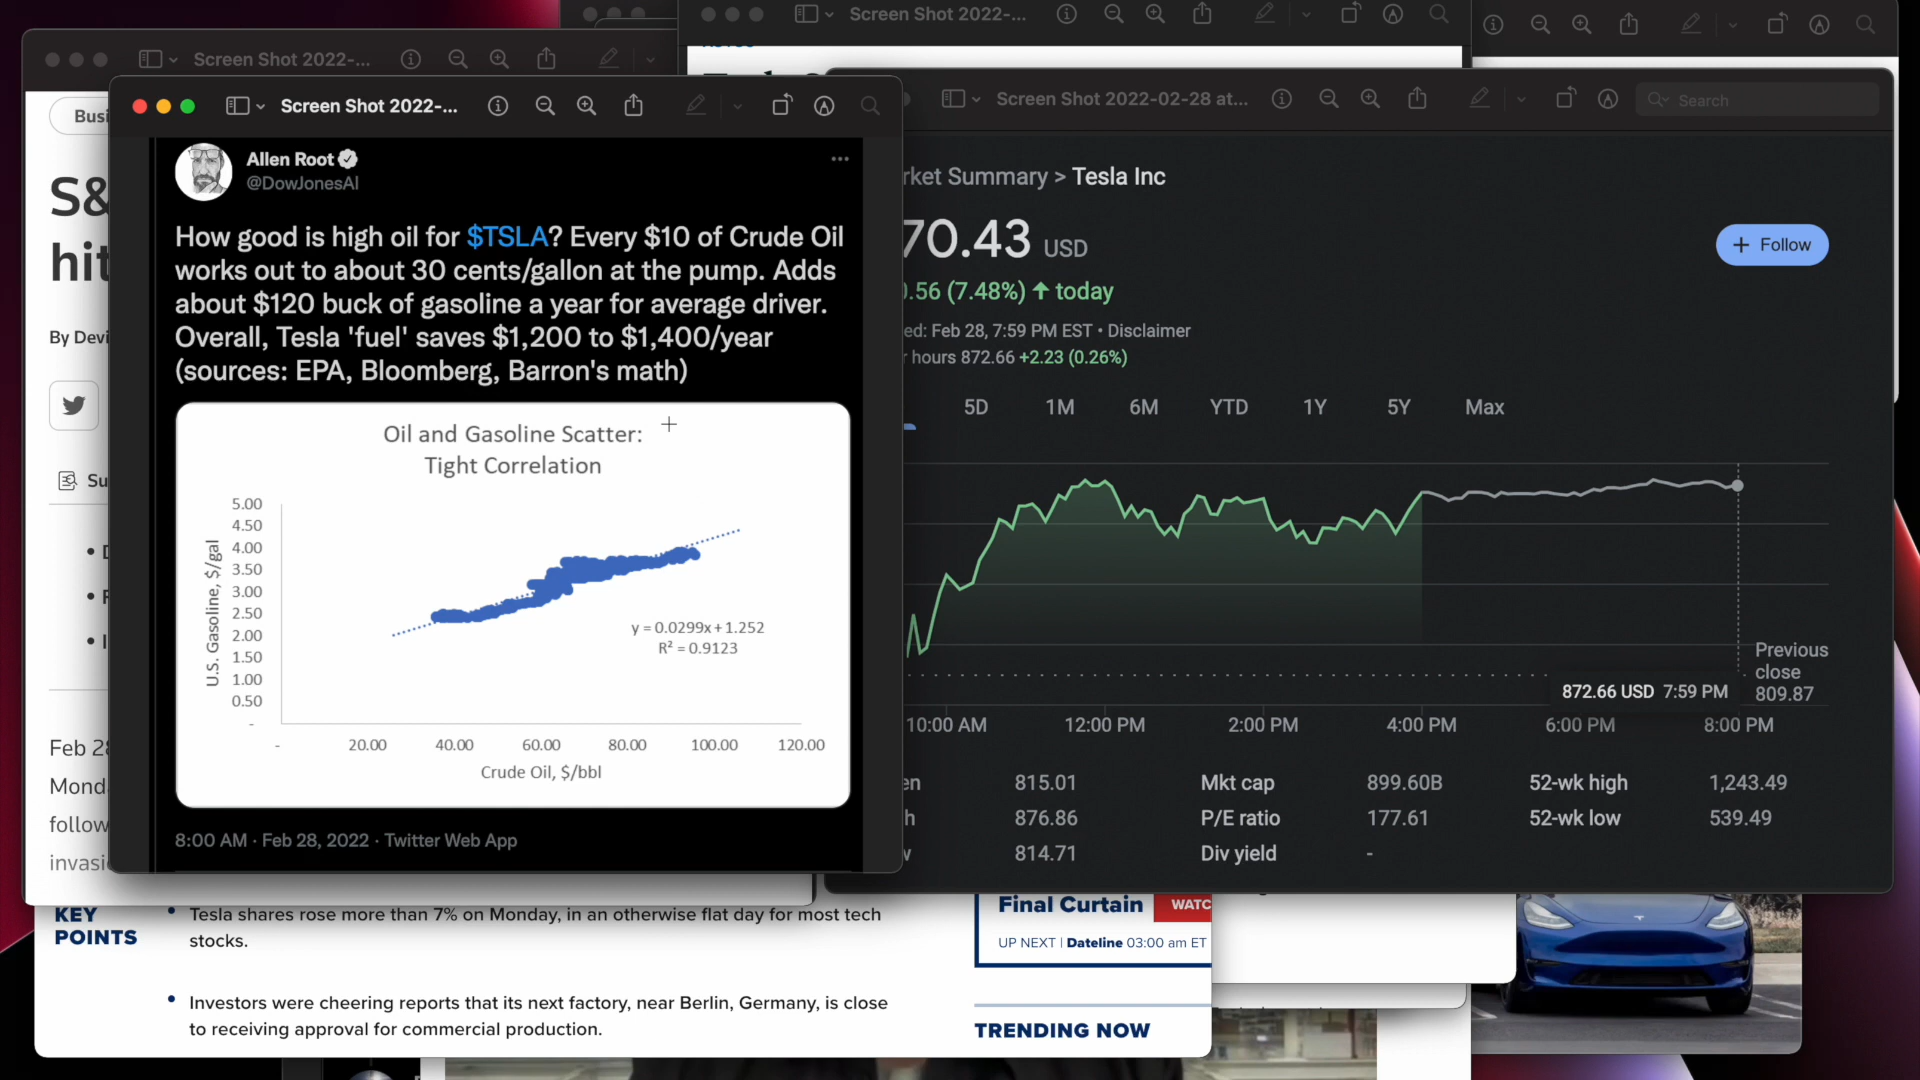 Screen Shot 2022-...
Screen Shot 2022-...
Screen Shot 2022-...
Screen Shot 2022-02-28 at...
Search
Busi
S&
hit
By Devi
Su
• D
• F
• I
Feb 28
Monda
follow
invasi
Allen Root
@DowJonesAl
How good is high oil for $TSLA? Every $10 of Crude Oil
works out to about 30 cents/gallon at the pump. Adds
about $120 buck of gasoline a year for average driver.
Overall, Tesla 'fuel' saves $1,200 to $1,400/year
(sources: EPA, Bloomberg, Barron's math)
Oil and Gasoline Scatter:
Tight Correlation
U.S. Gasoline, $/gal
5.00
4.50
4.00
3.50
3.00
2.50
2.00
1.50
1.00
0.50
-
y = 0.0299x + 1.252
R² = 0.9123
- 20.00 40.00 60.00 80.00 100.00 120.00
Crude Oil, $/bbl
8:00 AM · Feb 28, 2022 · Twitter Web App
rket Summary > Tesla Inc
70.43 USD
+ Follow
0.56 (7.48%) ↑ today
ed: Feb 28, 7:59 PM EST • Disclaimer
r hours 872.66 +2.23 (0.26%)
5D 1M 6M YTD 1Y 5Y Max
Previous
close
809.87
872.66 USD 7:59 PM
10:00 AM 12:00 PM 2:00 PM 4:00 PM 6:00 PM 8:00 PM
en 815.01 Mkt cap 899.60B 52-wk high 1,243.49
h 876.86 P/E ratio 177.61 52-wk low 539.49
w 814.71 Div yield -
KEY
POINTS
• Tesla shares rose more than 7% on Monday, in an otherwise flat day for most tech
stocks.
• Investors were cheering reports that its next factory, near Berlin, Germany, is close
to receiving approval for commercial production.
Final Curtain WATC
UP NEXT | Dateline 03:00 am ET
TRENDING NOW